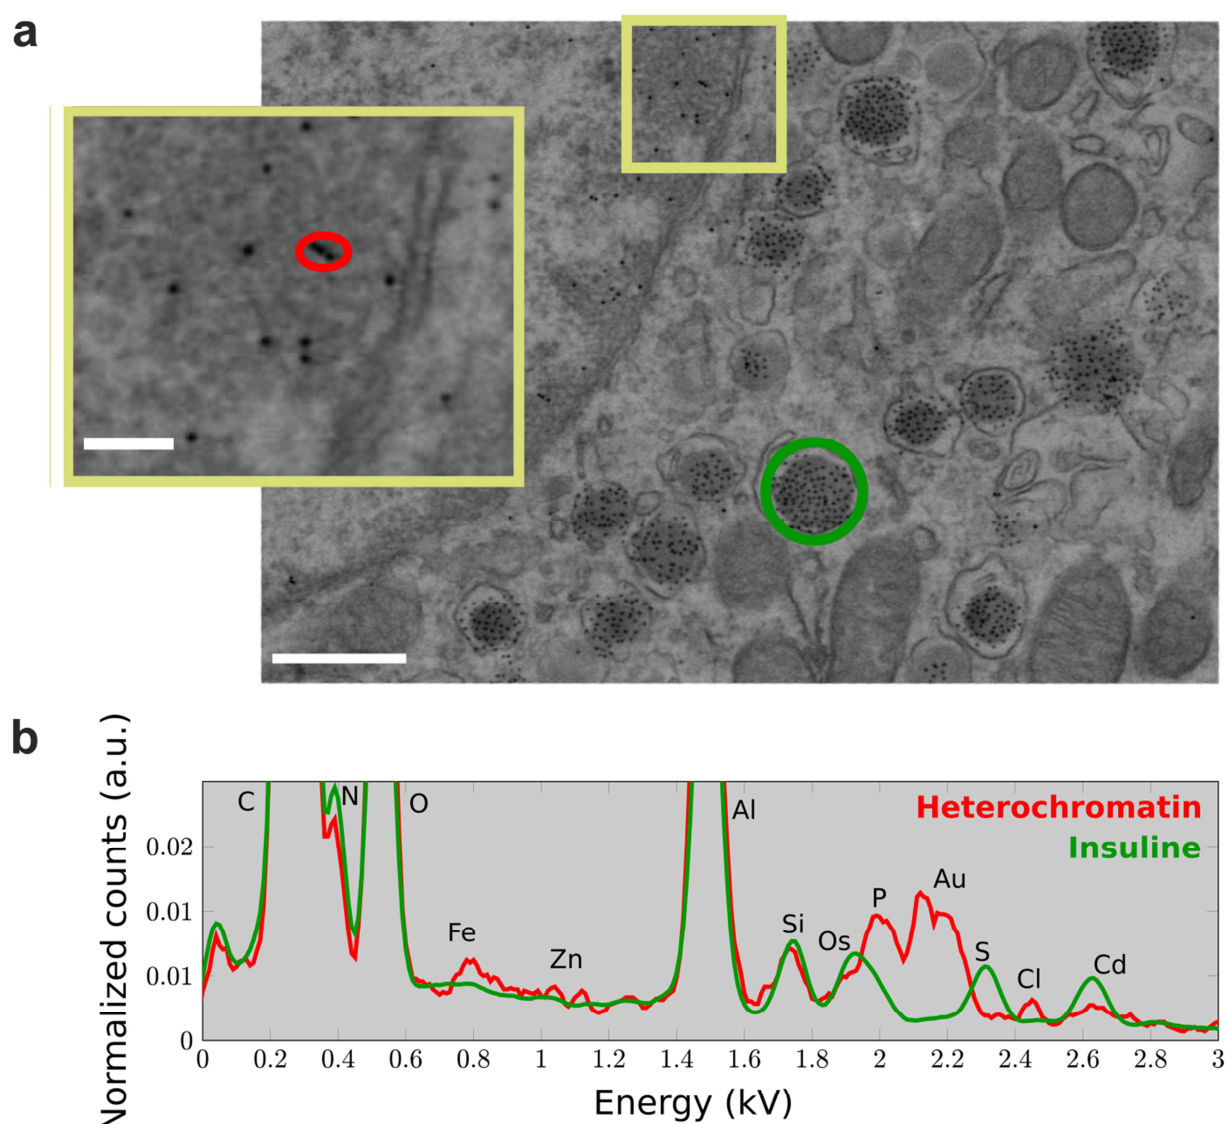 a
b
Normalized counts (a.u.)
C
N
O
Al
Heterochromatin
Insuline
0.02
0.01
0.01
0
Fe
Zn
Si
Os
P
Au
S
Cl
Cd
0 0.2 0.4 0.6 0.8 1 1.2 1.4 1.6 1.8 2 2.2 2.4 2.6 2.8 3
Energy (kV)